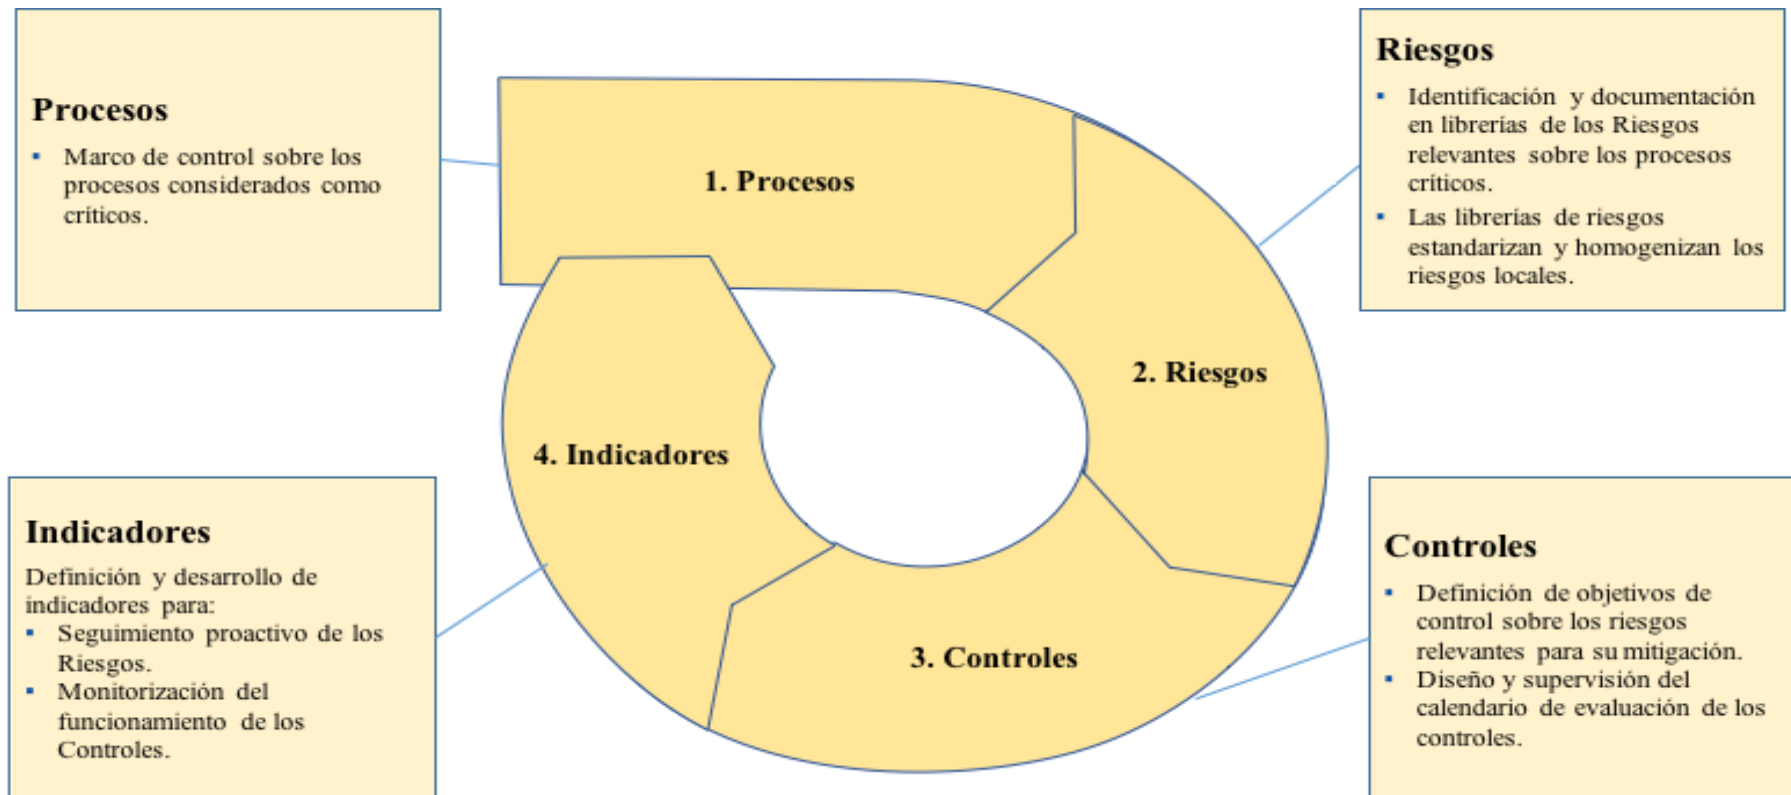 Procesos
▪ Marco de control sobre los
procesos considerados como
críticos.
1. Procesos
Riesgos
▪ Identificación y documentación
en librerías de los Riesgos
relevantes sobre los procesos
críticos.
▪ Las librerías de riesgos
estandarizan y homogenizan los
riesgos locales.
2. Riesgos
4. Indicadores
Indicadores
Definición y desarrollo de
indicadores para:
▪ Seguimiento proactivo de los
Riesgos.
▪ Monitorización del
funcionamiento de los
Controles.
3. Controles
Controles
▪ Definición de objetivos de
control sobre los riesgos
relevantes para su mitigación.
▪ Diseño y supervisión del
calendario de evaluación de los
controles.